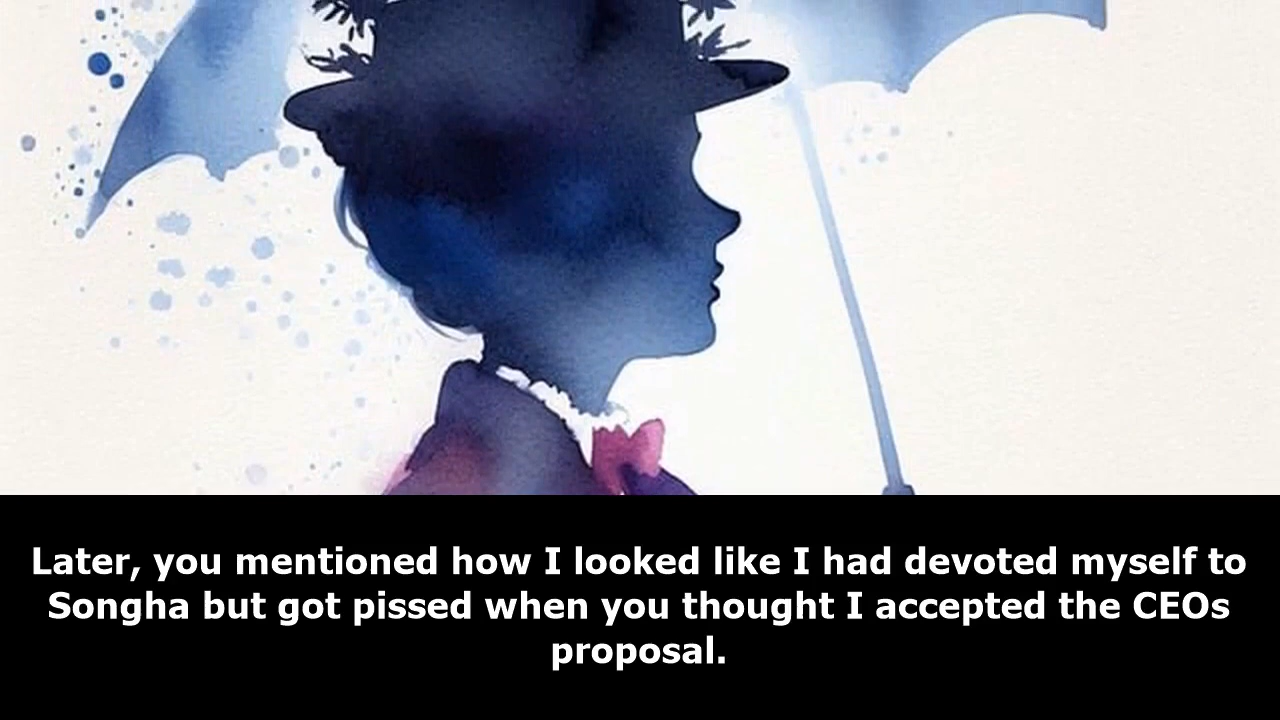 Later, you mentioned how I looked like I had devoted myself to
Songha but got pissed when you thought I accepted the CEOs
proposal.